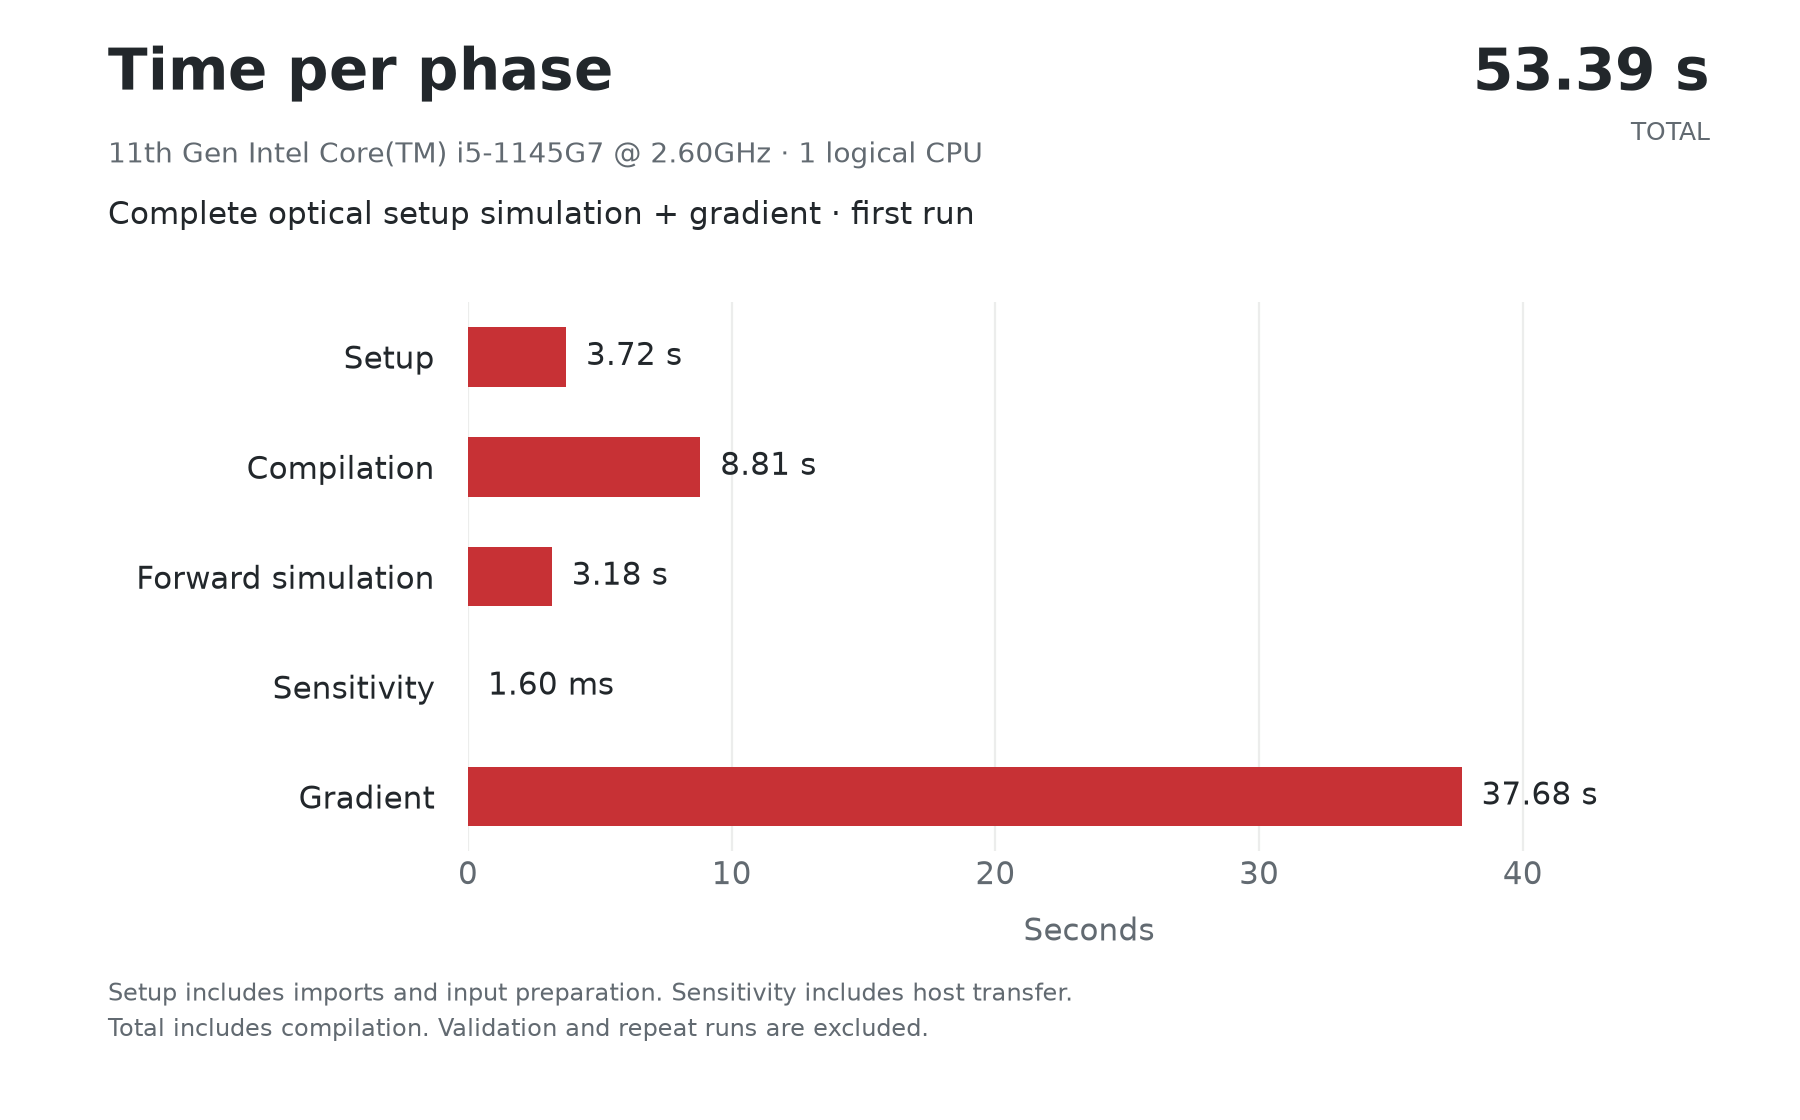 Time per phase
53.39 s
TOTAL
11th Gen Intel Core(TM) i5-1145G7 @ 2.60GHz · 1 logical CPU
Complete optical setup simulation + gradient · first run
Setup
3.72 s
Compilation
8.81 s
Forward simulation
3.18 s
Sensitivity
1.60 ms
Gradient
37.68 s
0 10 20 30 40
Seconds
Setup includes imports and input preparation. Sensitivity includes host transfer.
Total includes compilation. Validation and repeat runs are excluded.